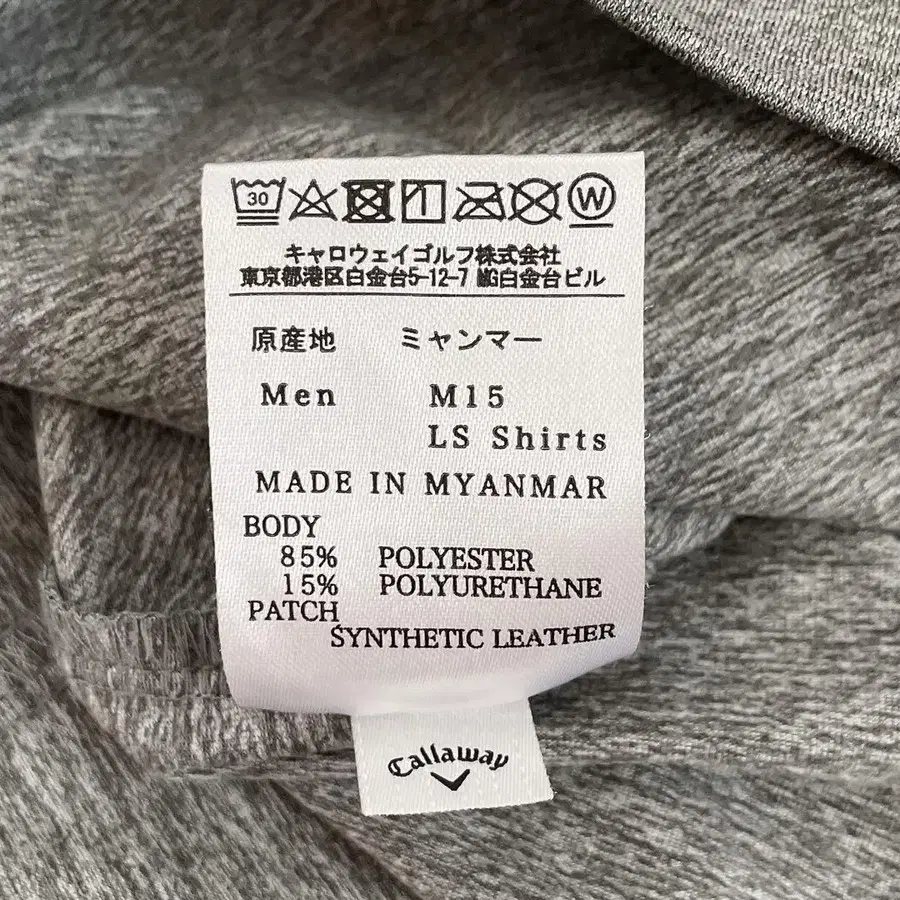 30 W
キャロウェイゴルフ株式会社
東京都港区白金台5-12-7 MG白金台ビル
原産地 ミャンマー
Men M15
LS Shirts
MADE IN MYANMAR
BODY
85% POLYESTER
15% POLYURETHANE
PATCH
SYNTHETIC LEATHER
Callaway